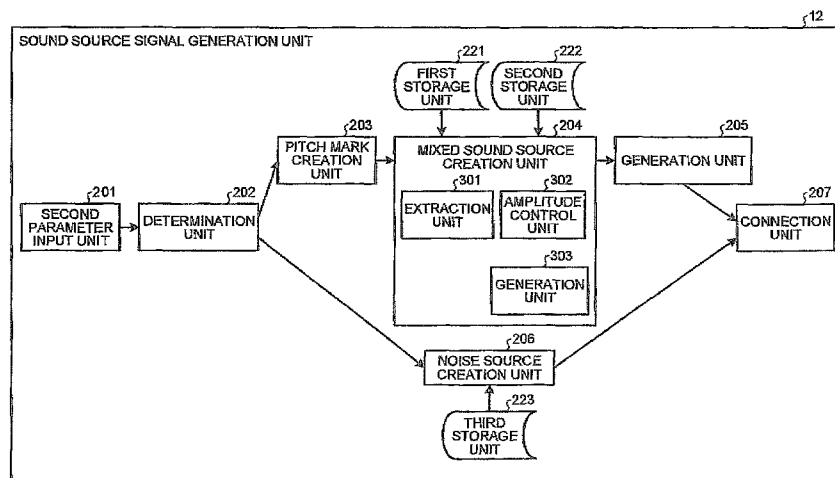 12
SOUND SOURCE SIGNAL GENERATION UNIT
221
FIRST
STORAGE
UNIT
222
SECOND
STORAGE
UNIT
203
PITCH MARK
CREATION
UNIT
204
MIXED SOUND SOURCE
CREATION UNIT
301
EXTRACTION
UNIT
302
AMPLITUDE
CONTROL
UNIT
303
GENERATION
UNIT
205
GENERATION UNIT
201
SECOND
PARAMETER
INPUT UNIT
202
DETERMINATION
UNIT
207
CONNECTION
UNIT
206
NOISE SOURCE
CREATION UNIT
223
THIRD
STORAGE
UNIT